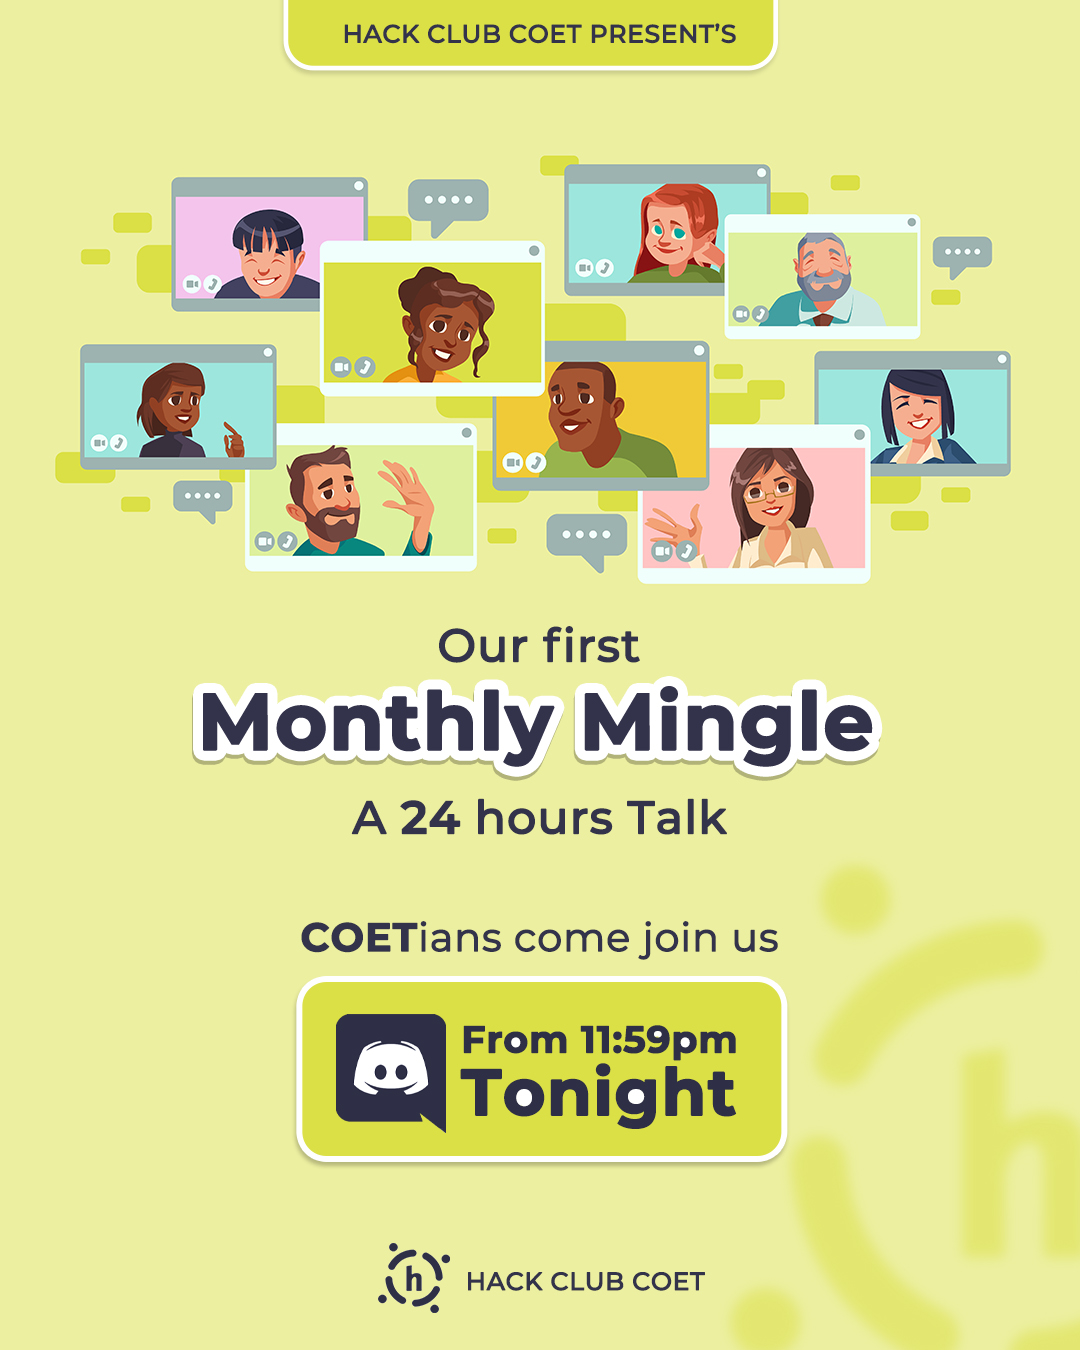 HACK CLUB COET PRESENT’S
Our first
Monthly Mingle
A 24 hours Talk
COETians come join us
From 11:59pm
Tonight
h
h
HACK CLUB COET